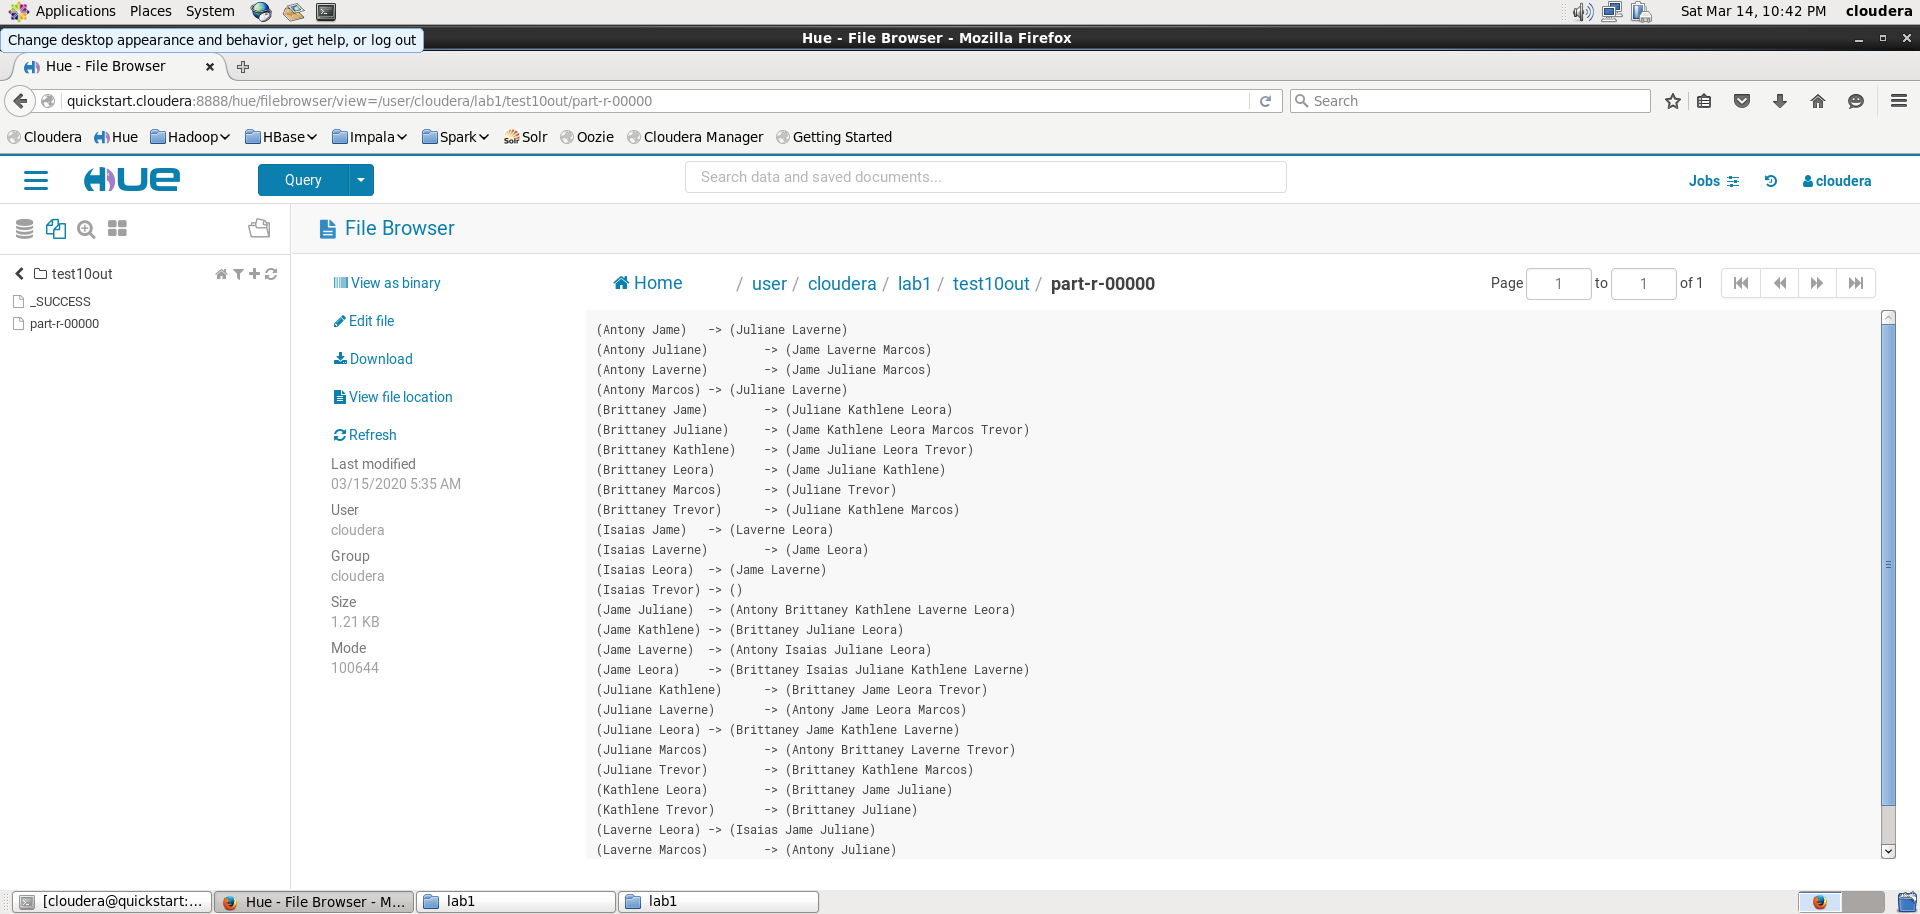 Applications Places System
Sat Mar 14, 10:42 PM cloudera
Change desktop appearance and behavior, get help, or log out
Hue - File Browser - Mozilla Firefox
Hue - File Browser
quickstart.cloudera:8888/hue/filebrowser/view=/user/cloudera/lab1/test10out/part-r-00000
Search
Cloudera Hue Hadoop HBase Impala Spark Solr Oozie Cloudera Manager Getting Started
HUE
Query
Search data and saved documents...
Jobs
cloudera
File Browser
test10out
_SUCCESS
part-r-00000
View as binary
Edit file
Download
View file location
Refresh
Last modified
03/15/2020 5:35 AM
User
cloudera
Group
cloudera
Size
1.21 KB
Mode
100644
Home / user / cloudera / lab1 / test10out / part-r-00000
Page 1 to 1 of 1
(Antony Jame) -> (Juliane Laverne)
(Antony Juliane) -> (Jame Laverne Marcos)
(Antony Laverne) -> (Jame Juliane Marcos)
(Antony Marcos) -> (Juliane Laverne)
(Brittaney Jame) -> (Juliane Kathlene Leora)
(Brittaney Juliane) -> (Jame Kathlene Leora Marcos Trevor)
(Brittaney Kathlene) -> (Jame Juliane Leora Trevor)
(Brittaney Leora) -> (Jame Juliane Kathlene)
(Brittaney Marcos) -> (Juliane Trevor)
(Brittaney Trevor) -> (Juliane Kathlene Marcos)
(Isaias Jame) -> (Laverne Leora)
(Isaias Laverne) -> (Jame Leora)
(Isaias Leora) -> (Jame Laverne)
(Isaias Trevor) -> ()
(Jame Juliane) -> (Antony Brittaney Kathlene Laverne Leora)
(Jame Kathlene) -> (Brittaney Juliane Leora)
(Jame Laverne) -> (Antony Isaias Juliane Leora)
(Jame Leora) -> (Brittaney Isaias Juliane Kathlene Laverne)
(Juliane Kathlene) -> (Brittaney Jame Leora Trevor)
(Juliane Laverne) -> (Antony Jame Leora Marcos)
(Juliane Leora) -> (Brittaney Jame Kathlene Laverne)
(Juliane Marcos) -> (Antony Brittaney Laverne Trevor)
(Juliane Trevor) -> (Brittaney Kathlene Marcos)
(Kathlene Leora) -> (Brittaney Jame Juliane)
(Kathlene Trevor) -> (Brittaney Juliane)
(Laverne Leora) -> (Isaias Jame Juliane)
(Laverne Marcos) -> (Antony Juliane)
[cloudera@quickstart:... Hue - File Browser - M... lab1 lab1